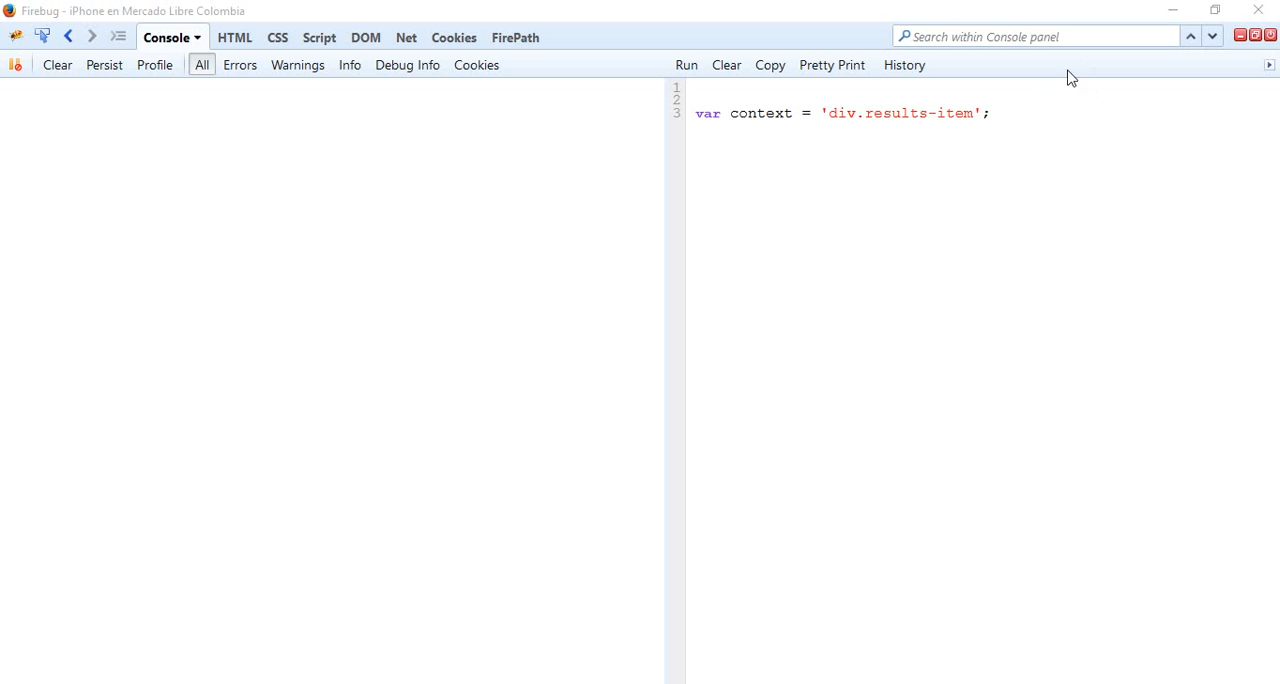 Firebug - iPhone en Mercado Libre Colombia
Console HTML CSS Script DOM Net Cookies FirePath Search within Console panel
Clear Persist Profile All Errors Warnings Info Debug Info Cookies Run Clear Copy Pretty Print History
1
2
3 var context = 'div.results-item';